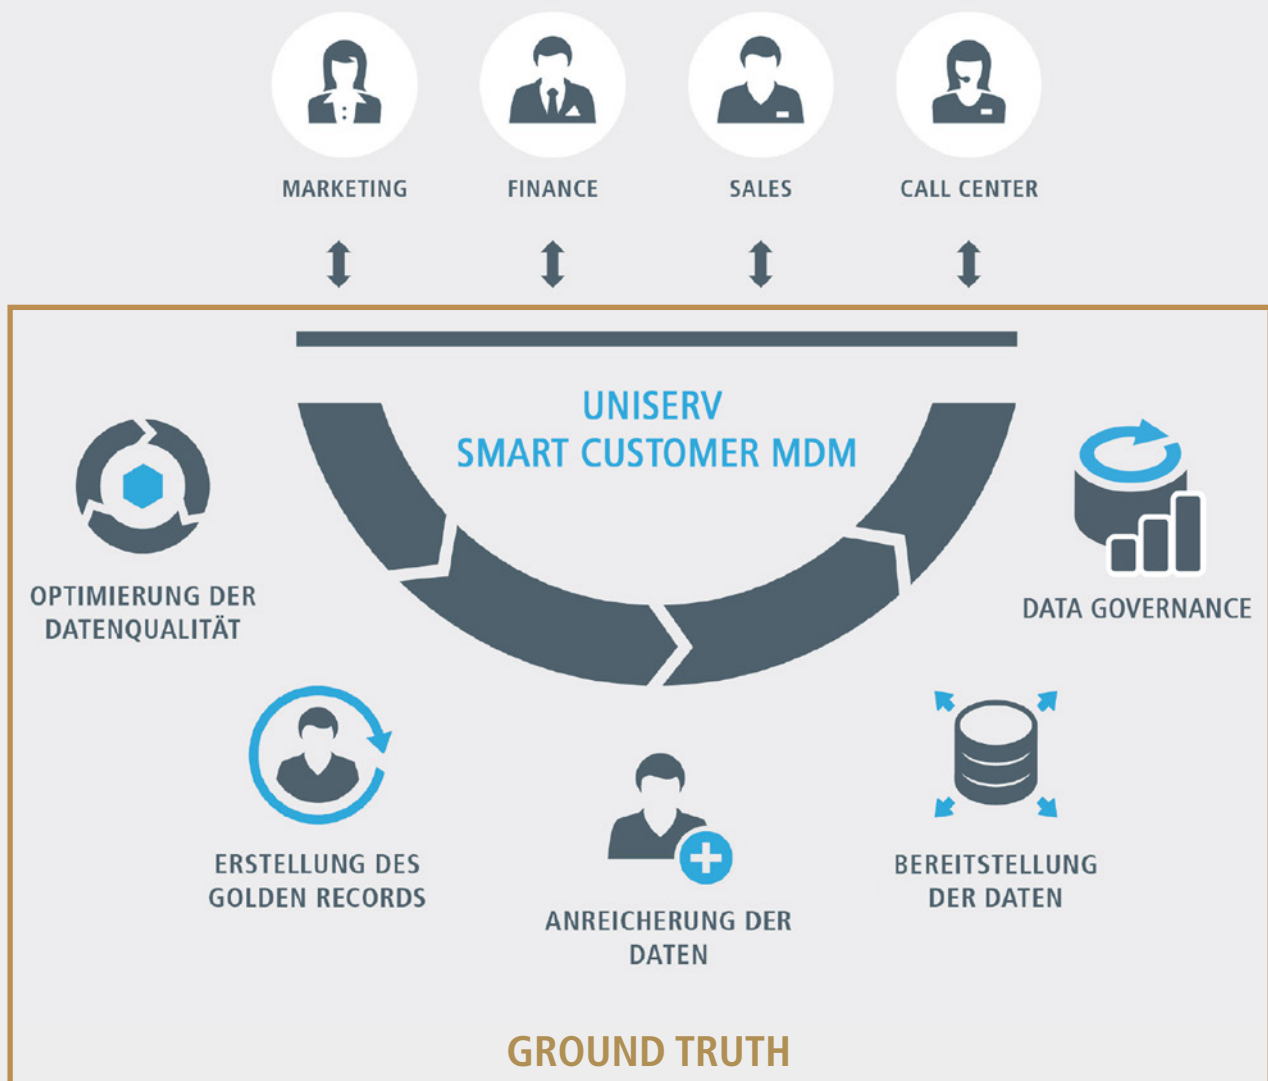 MARKETING
FINANCE
SALES
CALL CENTER
UNISERV
SMART CUSTOMER MDM
OPTIMIERUNG DER
DATENQUALITÄT
DATA GOVERNANCE
ERSTELLUNG DES
GOLDEN RECORDS
ANREICHERUNG DER
DATEN
BEREITSTELLUNG
DER DATEN
GROUND TRUTH